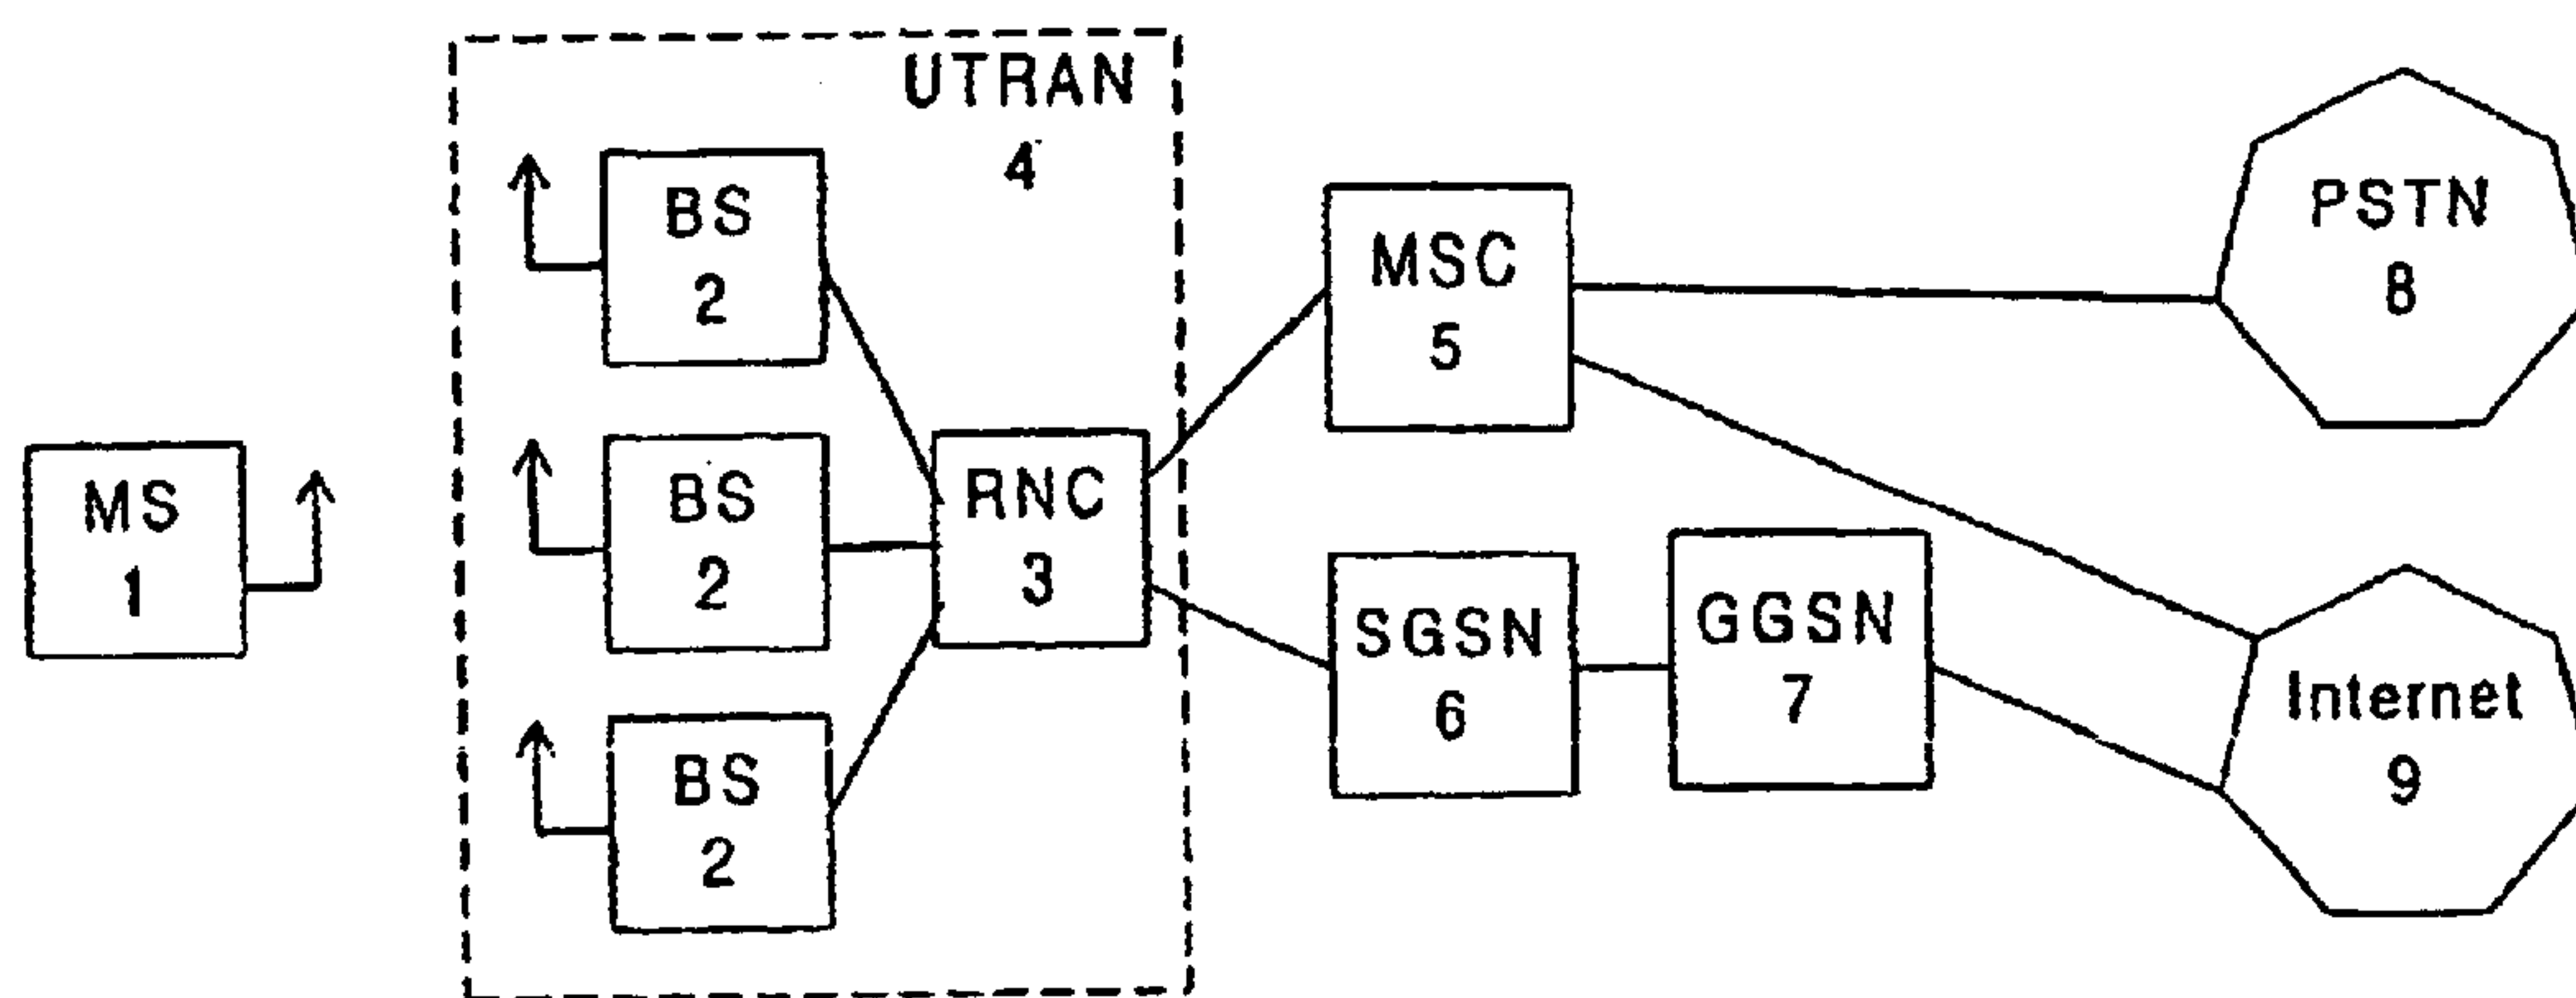 UTRAN
4
BS
2
BS
2
BS
2
MS
1
RNC
3
MSC
5
SGSN
6
GGSN
7
PSTN
8
Internet
9